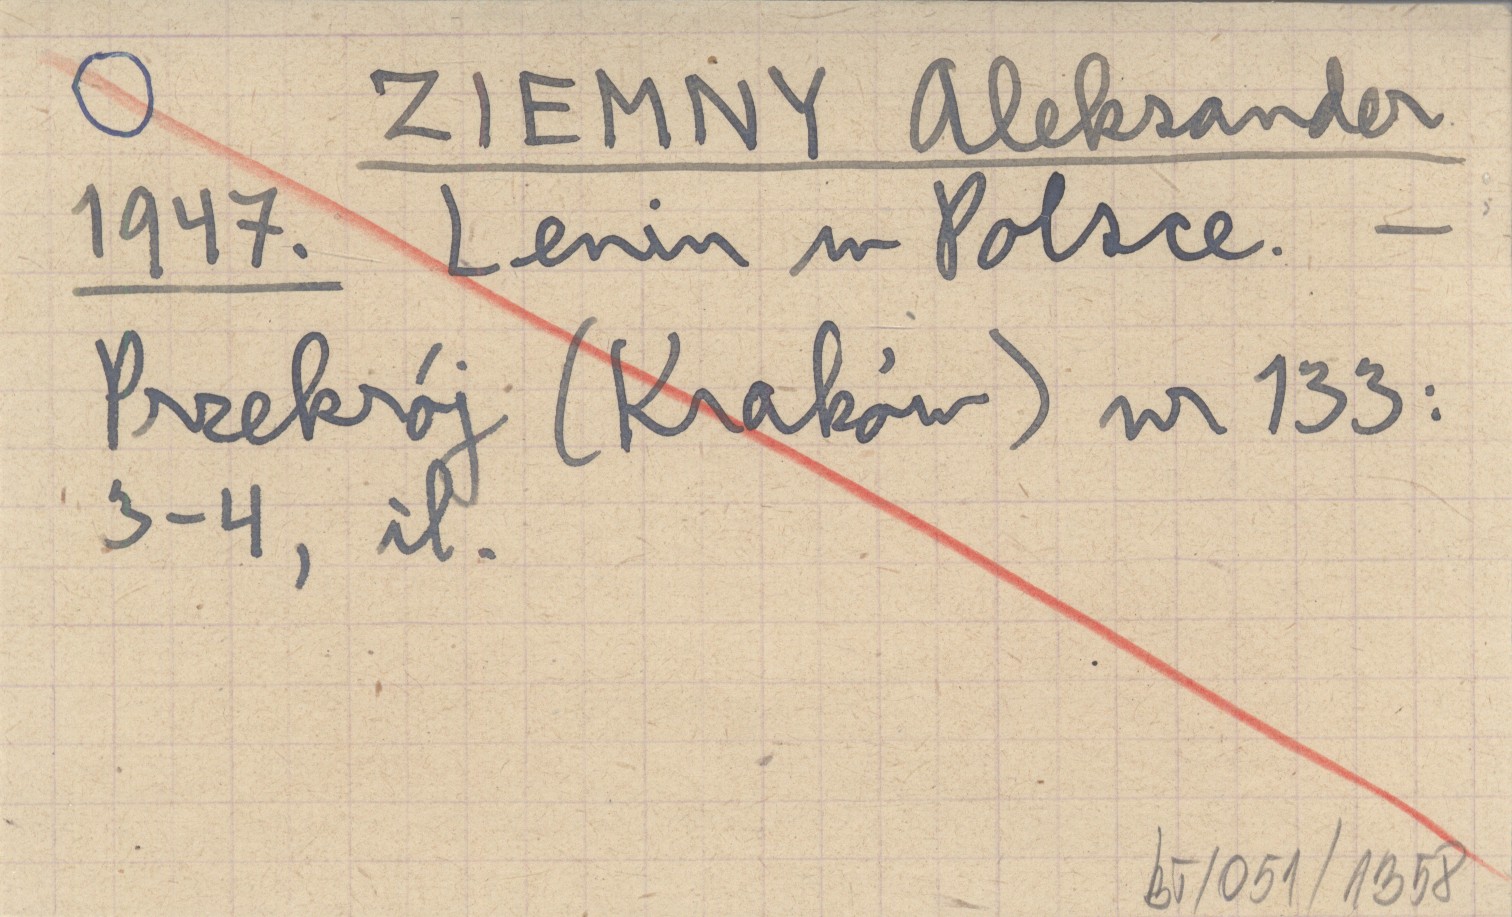 ZIEMNY Aleksander
1947. Lenin w Polsce. —
Przekrój (Kraków) nr 133:
3-4, il.
BT/051/1358